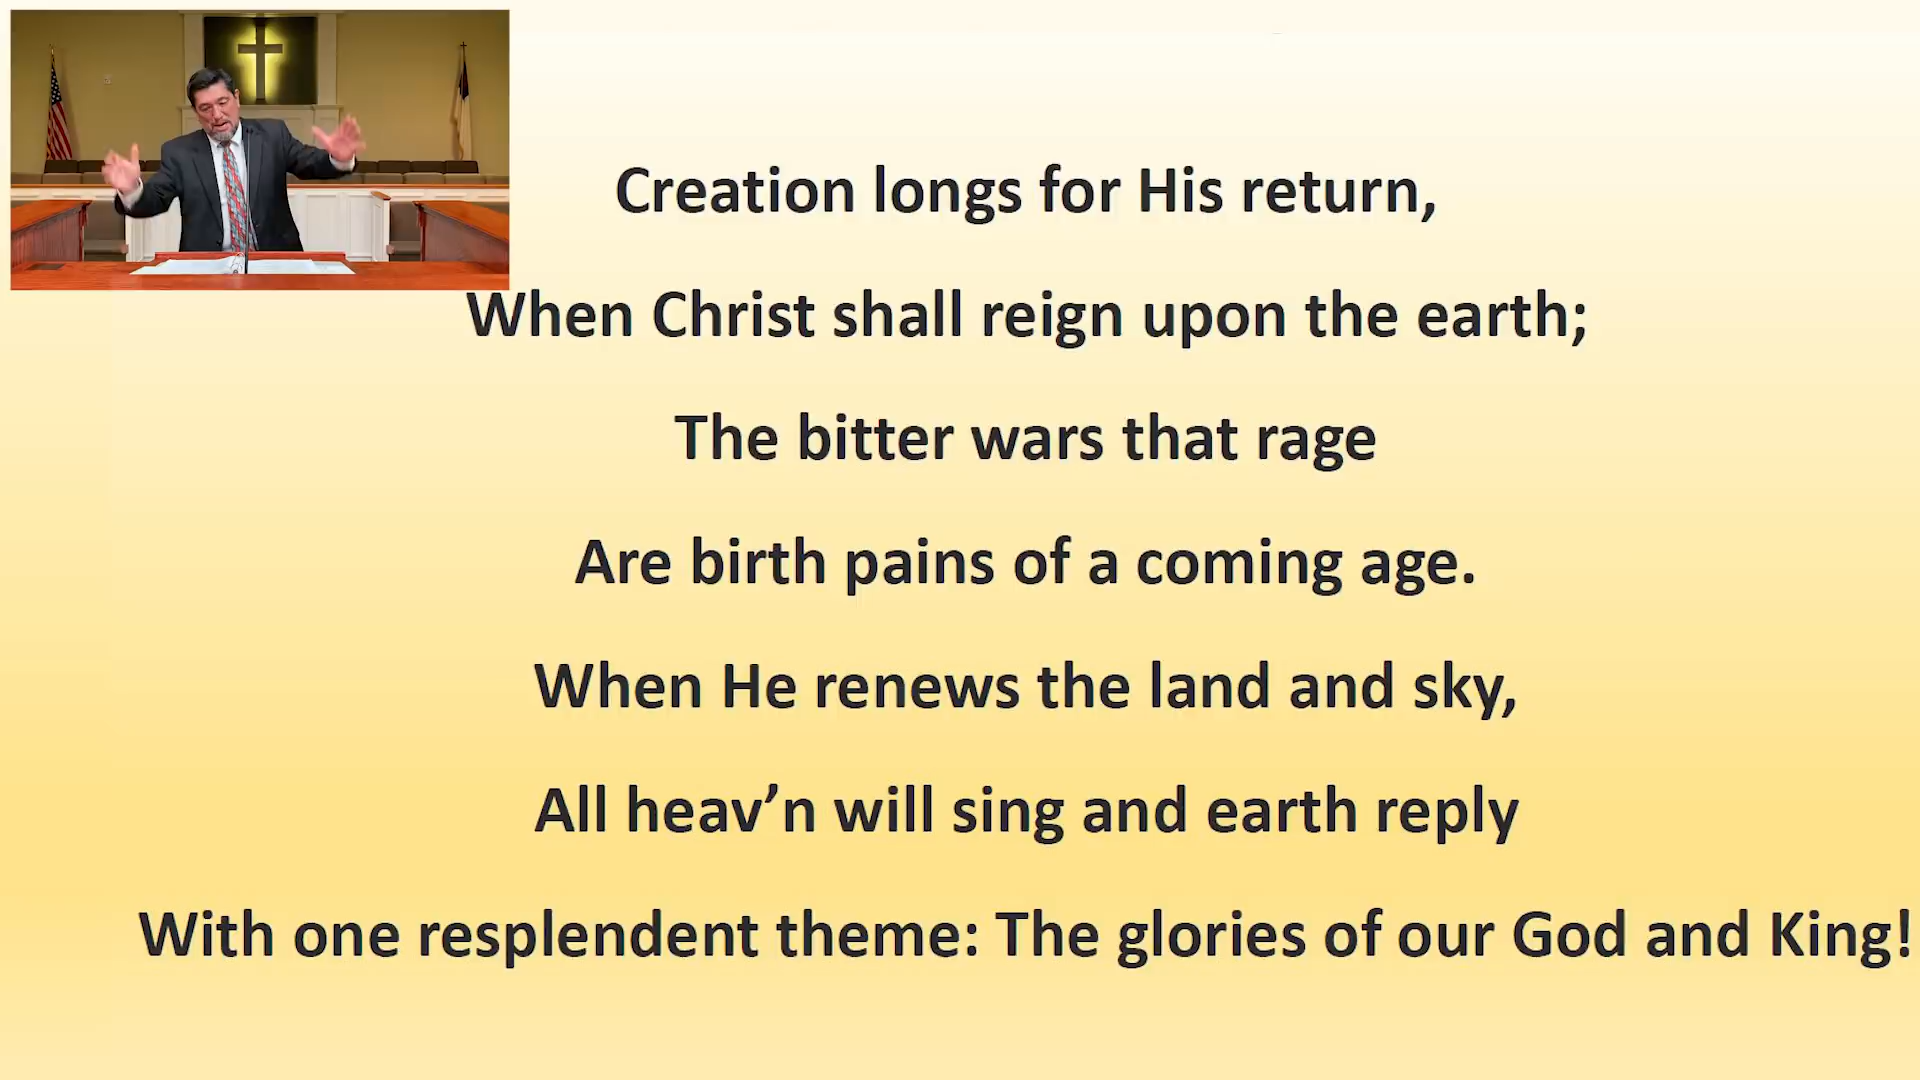 Creation longs for His return,
When Christ shall reign upon the earth;
The bitter wars that rage
Are birth pains of a coming age.
When He renews the land and sky,
All heav’n will sing and earth reply
With one resplendent theme: The glories of our God and King!